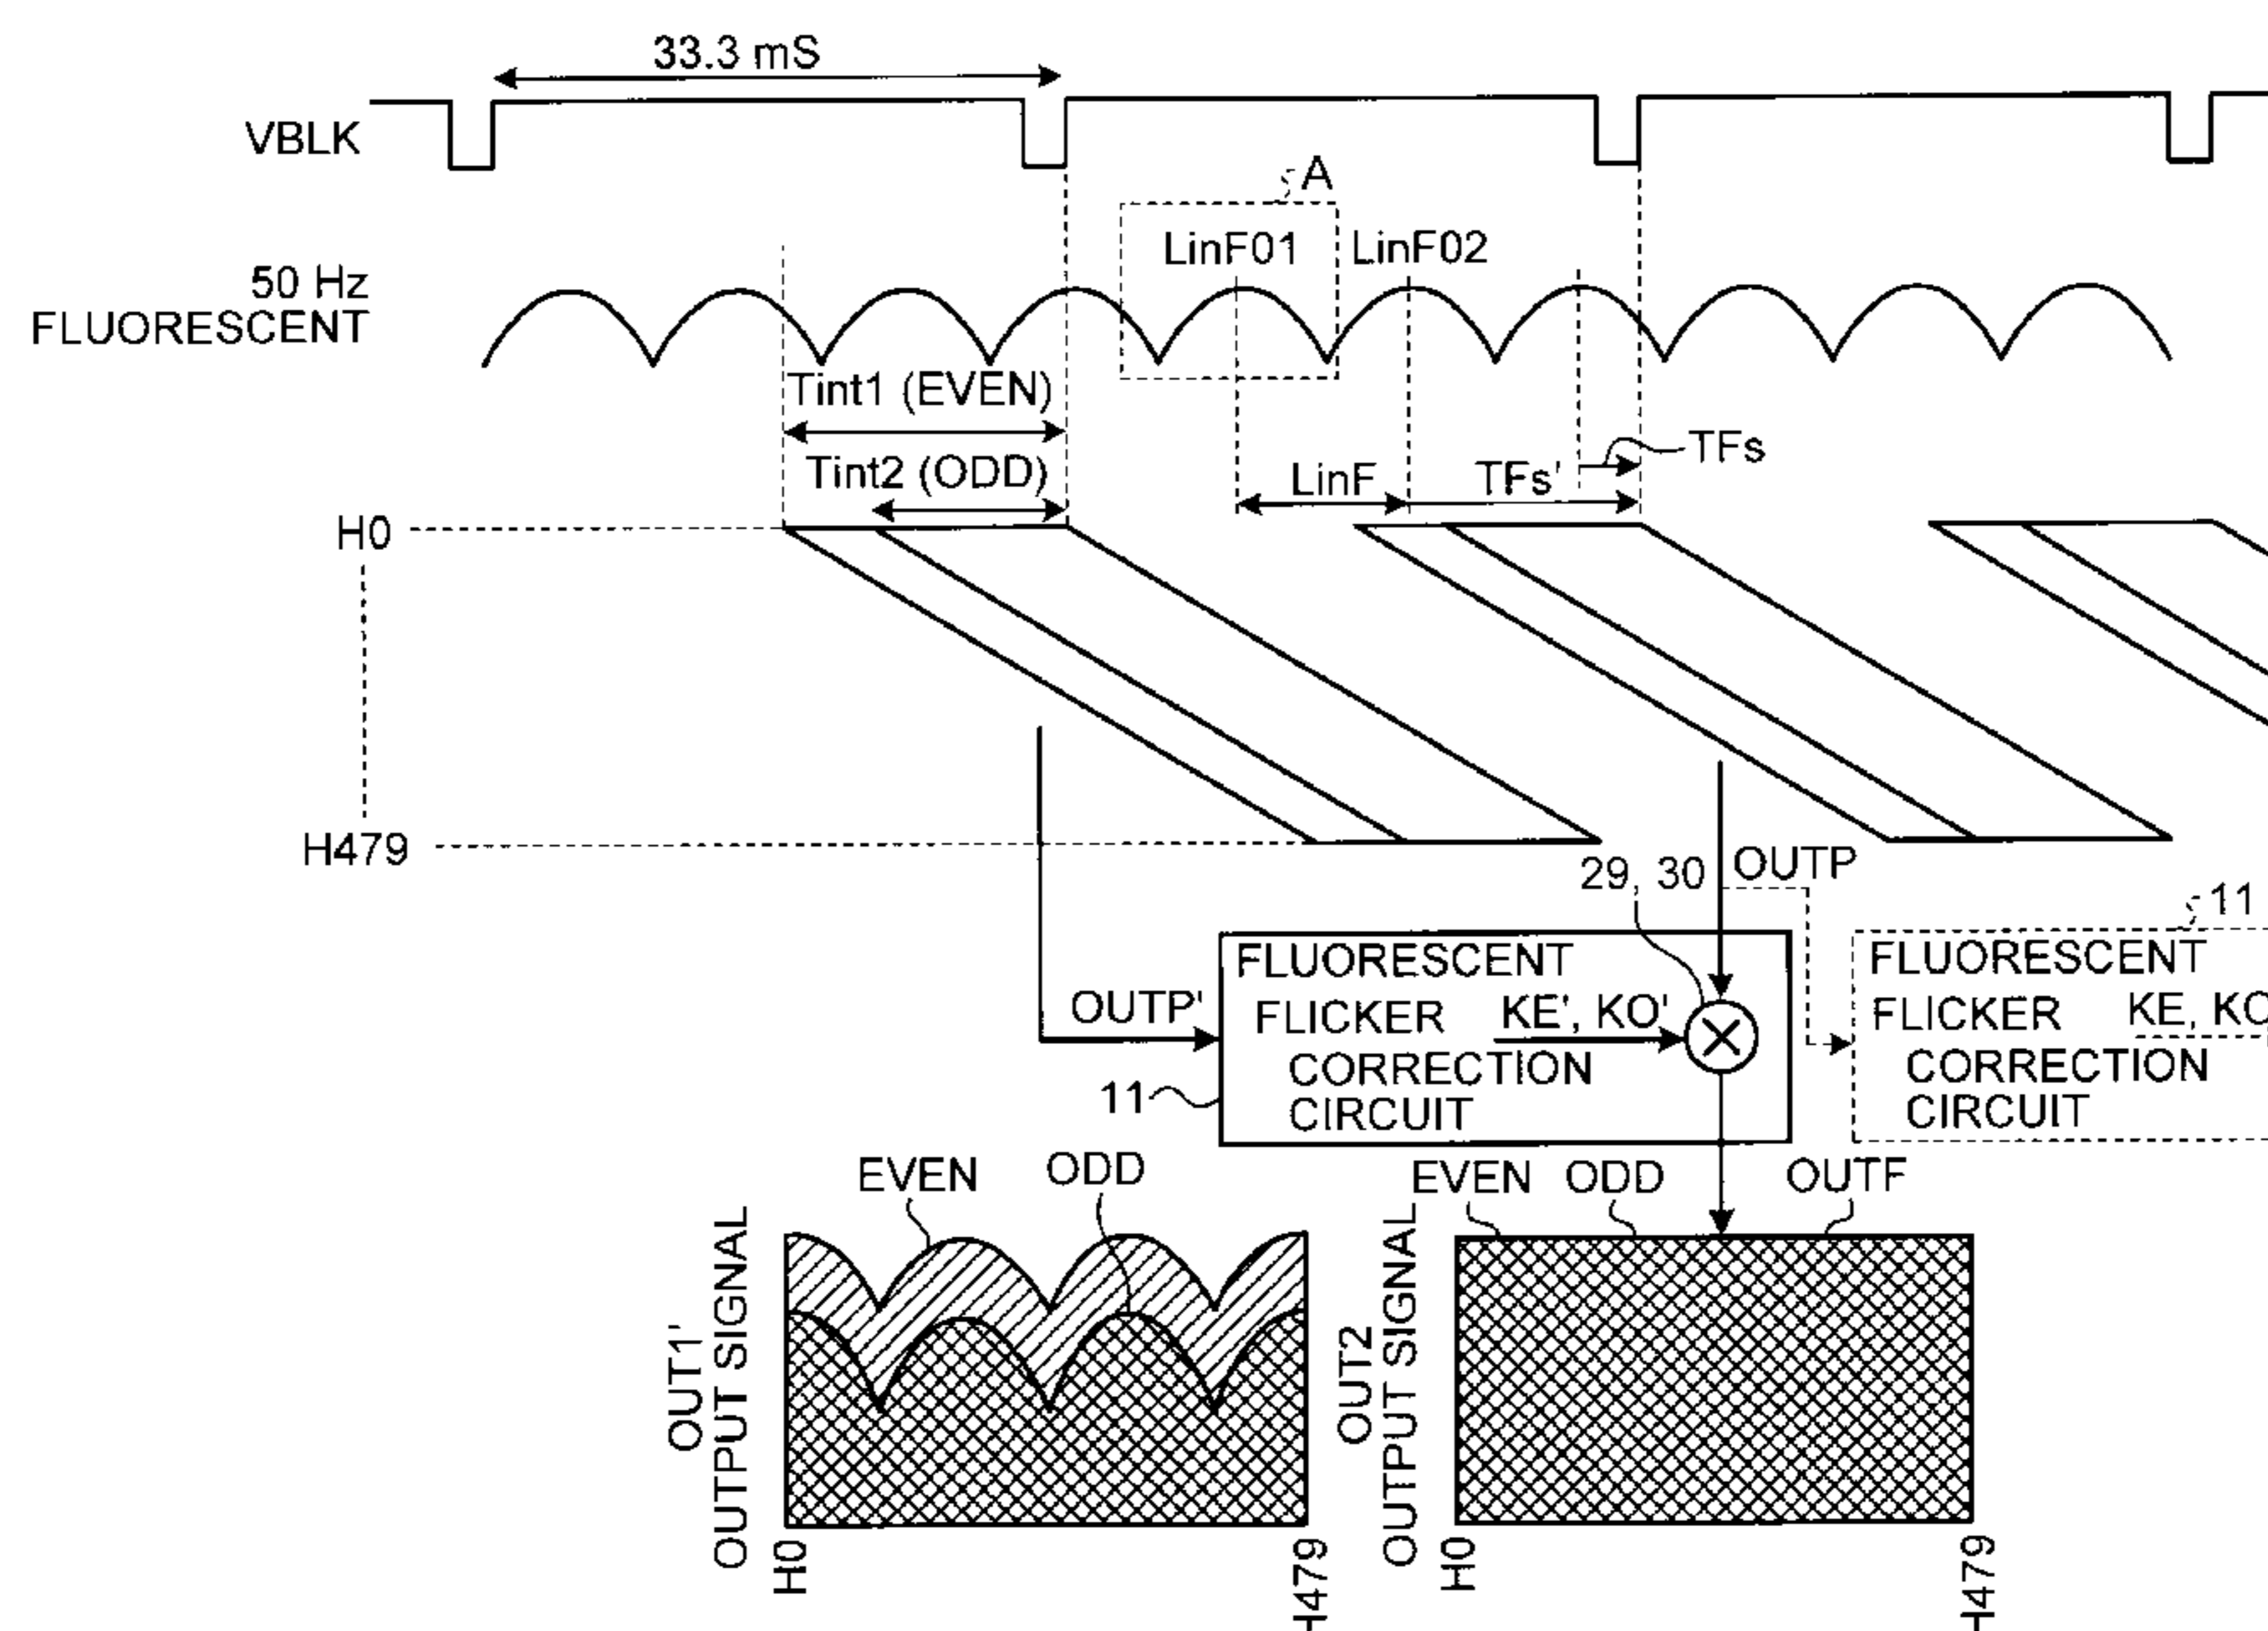 33.3 mS
VBLK
A
LinF01 LinF02
50 Hz
FLUORESCENT
Tint1 (EVEN)
Tint2 (ODD)
LinF
TFs'
TFs
H0
H479
29, 30
OUTP
11
FLUORESCENT
FLICKER
CORRECTION
CIRCUIT
KE', KO'
OUTP'
11
FLUORESCENT
FLICKER
CORRECTION
CIRCUIT
KE, KO
EVEN
ODD
OUT1'
OUTPUT SIGNAL
H0
H479
EVEN
ODD
OUTF
OUT2
OUTPUT SIGNAL
H0
H479